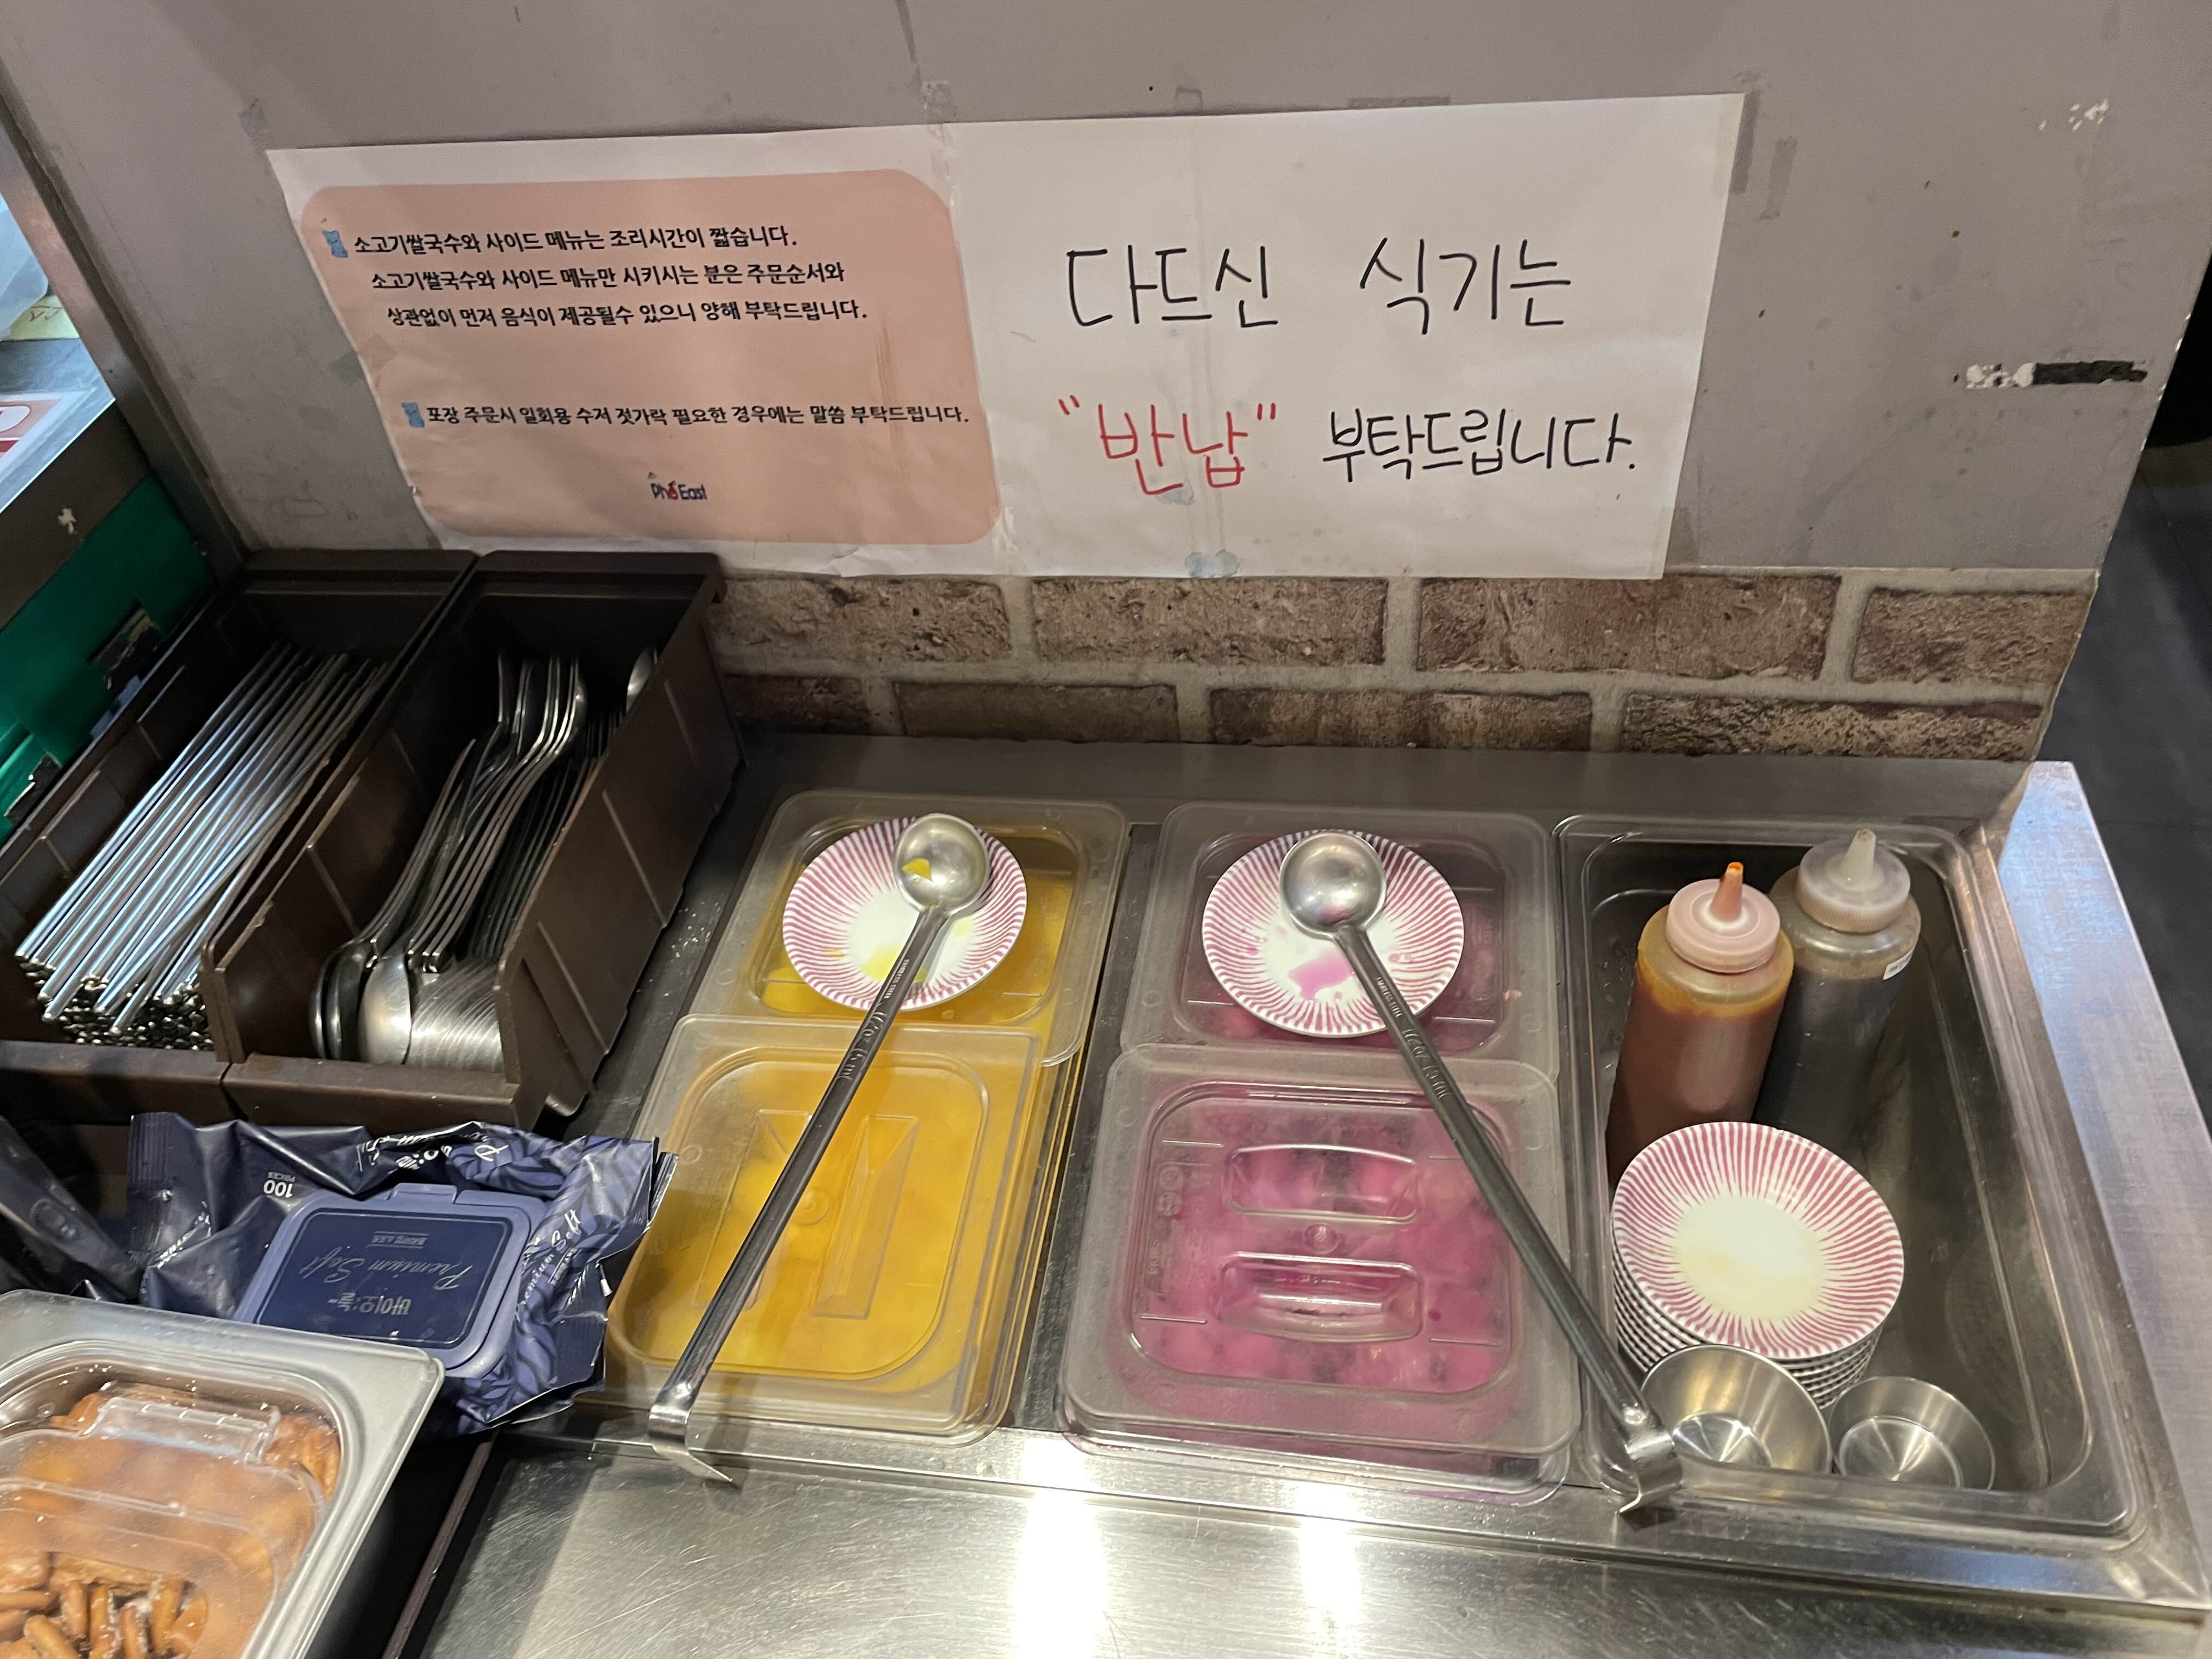 소고기쌀국수와 사이드 메뉴는 조리시간이 짧습니다.
소고기쌀국수와 사이드 메뉴만 시키시는 분은 주문순서와
상관없이 먼저 음식이 제공될수 있으니 양해 부탁드립니다.
포장 주문시 일회용 수저 젓가락 필요한 경우에는 말씀 부탁드립니다.
Phở East
다드신 식기는
"반납" 부탁드립니다.
100
Premium Soft